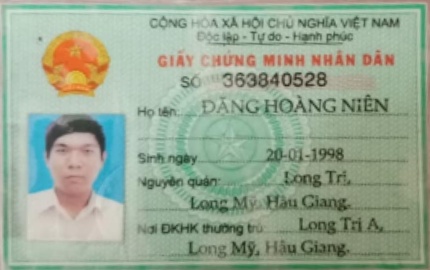 CỘNG HÒA XÃ HỘI CHỦ NGHĨA VIỆT NAM
Độc lập - Tự do - Hạnh phúc
GIẤY CHỨNG MINH NHÂN DÂN
SỐ 363840528
Họ tên: ĐẶNG HOÀNG NIÊN
Sinh ngày 20-01-1998
Nguyên quán: Long Trị,
Long Mỹ, Hậu Giang.
Nơi ĐKHK thường trú: Long Trị A,
Long Mỹ, Hậu Giang.